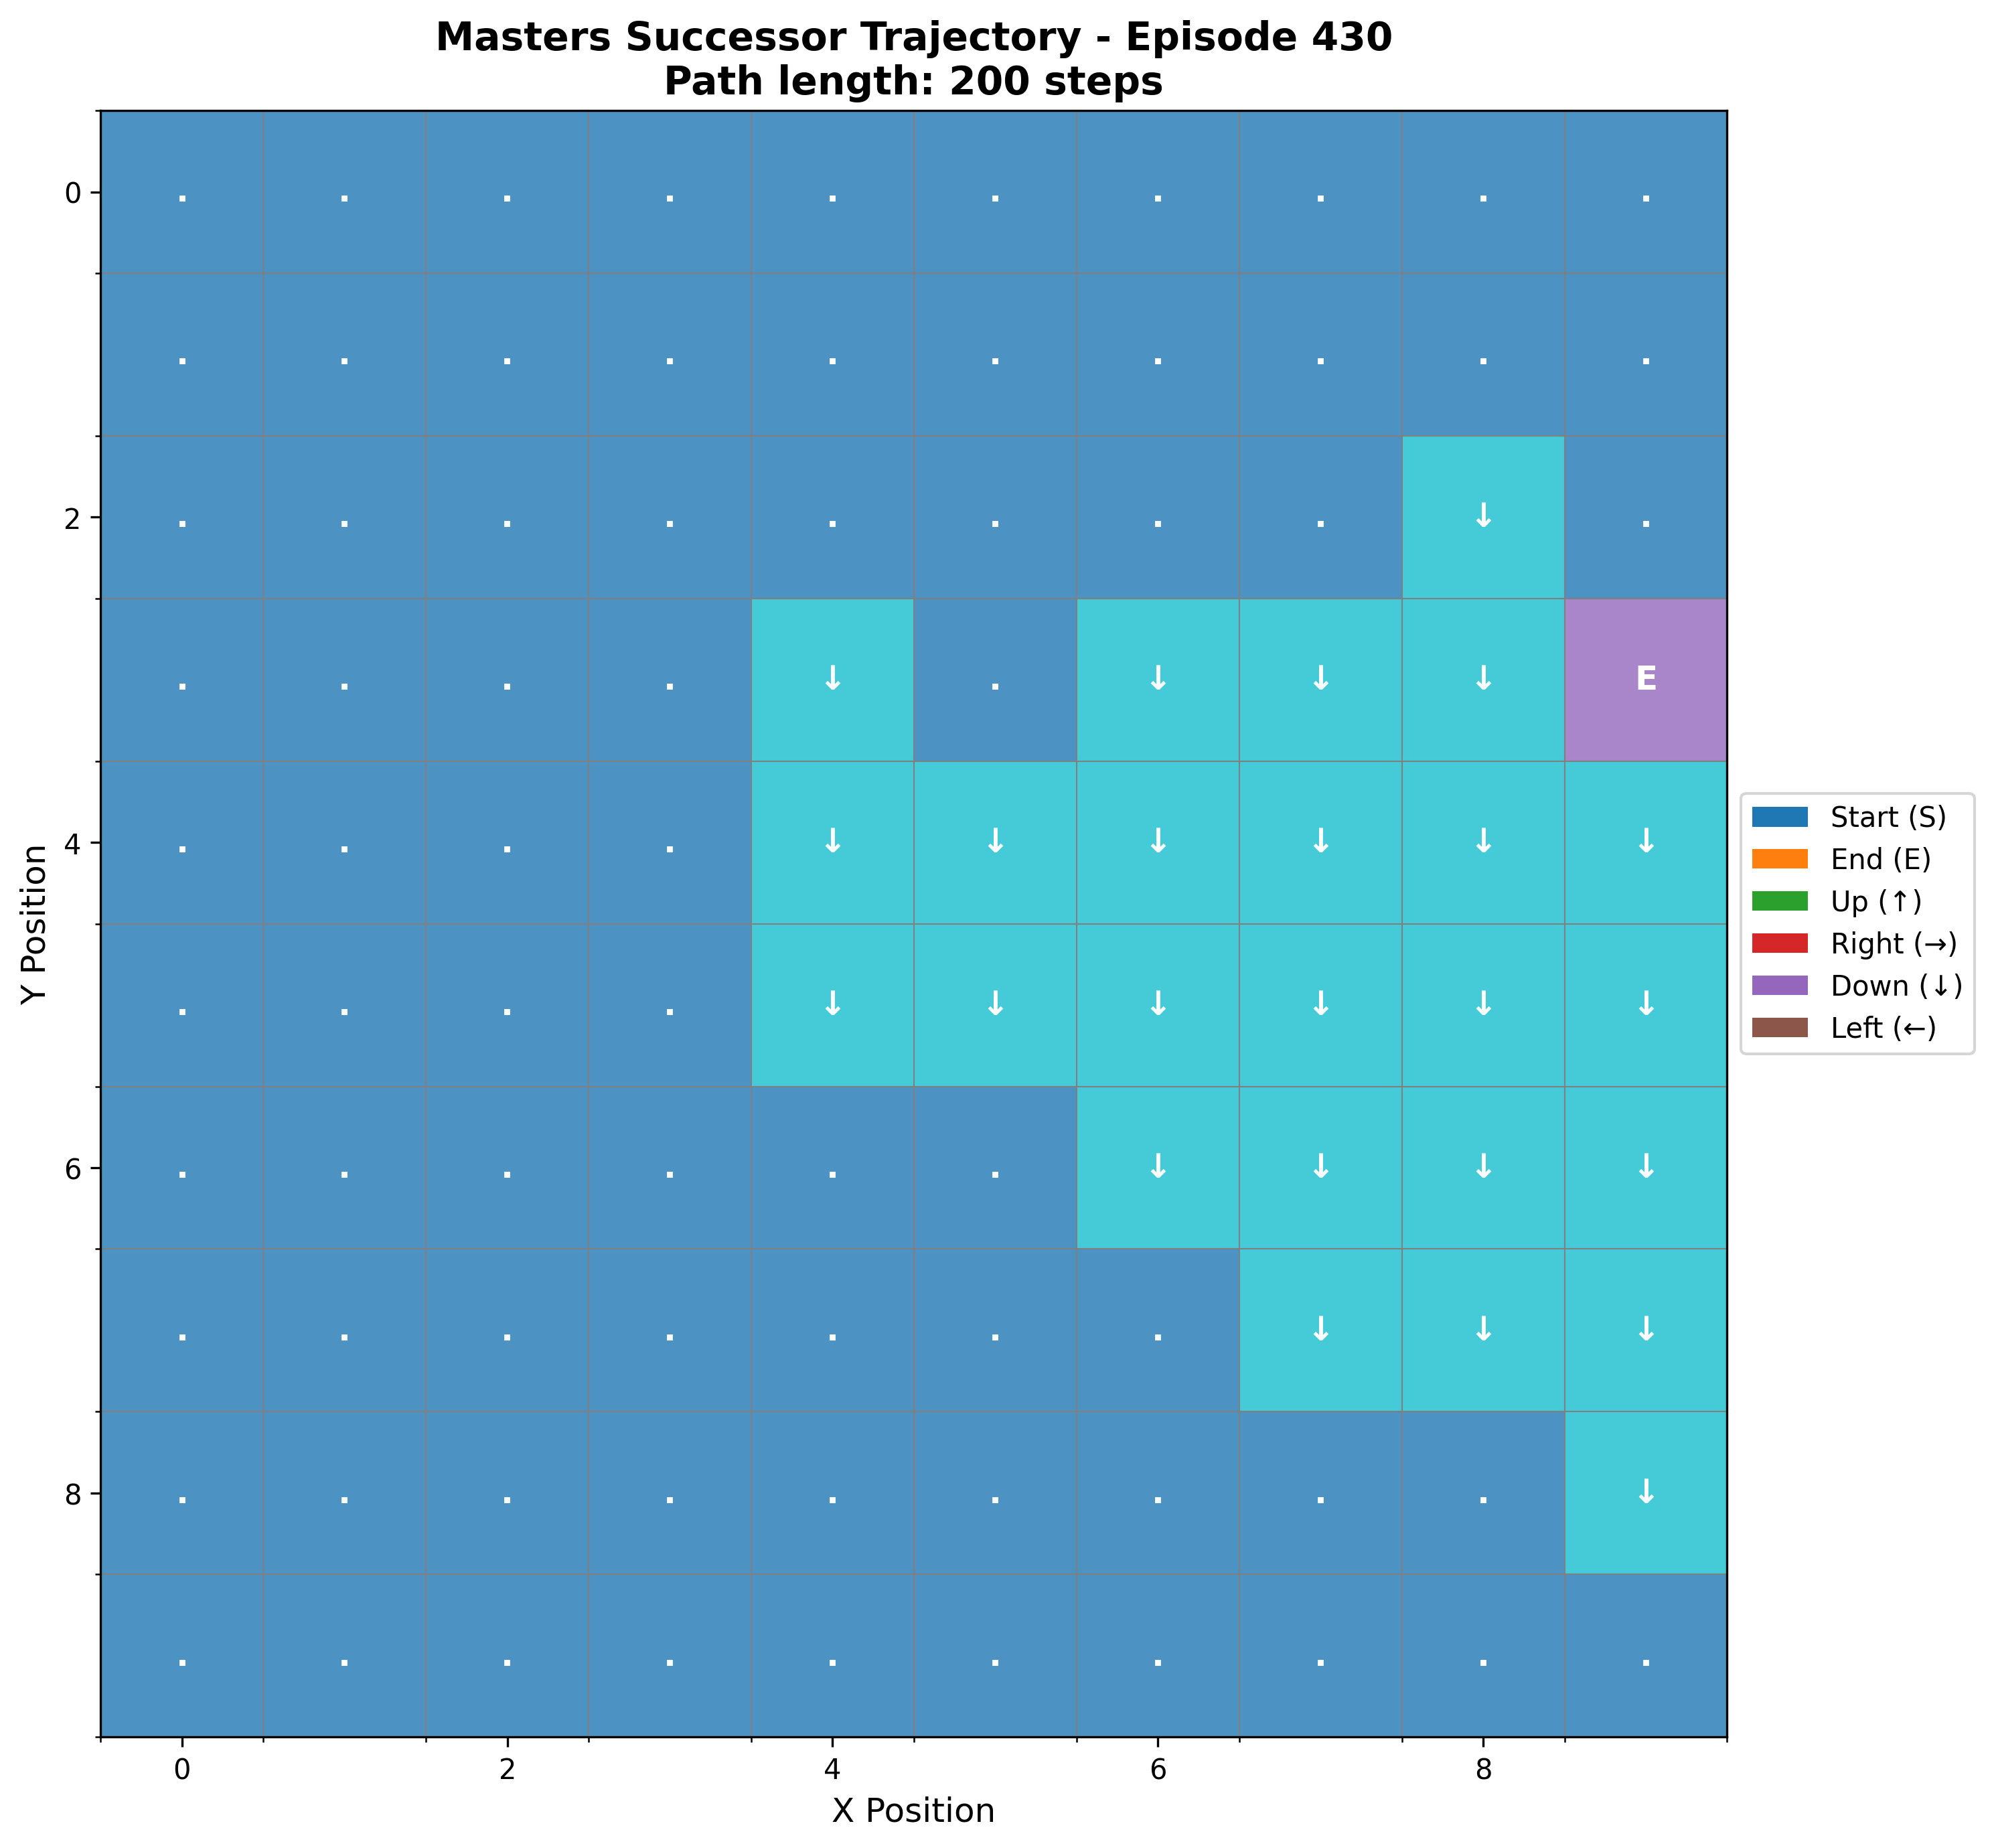 Masters Successor Trajectory - Episode 430
Path length: 200 steps
0 . . . . . . . . . .
. . . . . . . . . .
2 . . . . . . . . ↓ .
. . . . ↓ . ↓ ↓ ↓ E
4 . . . . ↓ ↓ ↓ ↓ ↓ ↓
. . . . ↓ ↓ ↓ ↓ ↓ ↓
6 . . . . . . ↓ ↓ ↓ ↓
. . . . . . . ↓ ↓ ↓
8 . . . . . . . . . ↓
. . . . . . . . . .
0 2 4 6 8
X Position
Y Position
Start (S)
End (E)
Up (↑)
Right (→)
Down (↓)
Left (←)